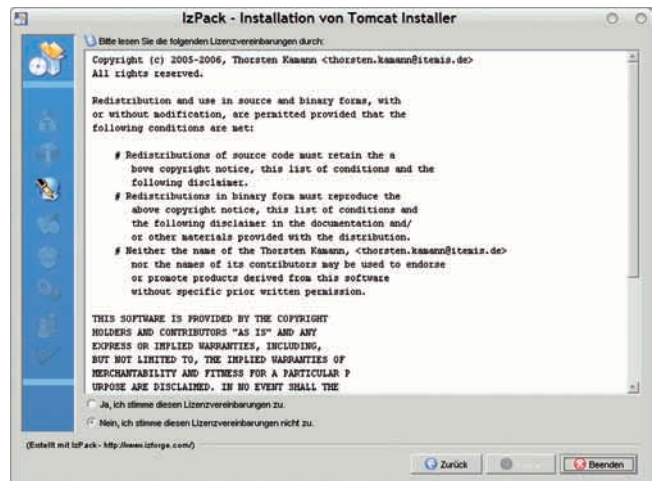 IzPack - Installation von Tomcat Installer
Bitte lesen Sie die folgenden Lizenzvereinbarungen durch:
Copyright (c) 2005-2006, Thorsten Kamann <thorsten.kamann@itemis.de>
All rights reserved.
Redistribution and use in source and binary forms, with
or without modification, are permitted provided that the
following conditions are met:
# Redistributions of source code must retain the a
bove copyright notice, this list of conditions and the
following disclaimer.
# Redistributions in binary form must reproduce the
above copyright notice, this list of conditions and
the following disclaimer in the documentation and/
or other materials provided with the distribution.
# Neither the name of the Thorsten Kamann, <thorsten.kamann@itemis.de>
nor the names of its contributors may be used to endorse
or promote products derived from this software
without specific prior written permission.
THIS SOFTWARE IS PROVIDED BY THE COPYRIGHT
HOLDERS AND CONTRIBUTORS "AS IS" AND ANY
EXPRESS OR IMPLIED WARRANTIES, INCLUDING,
BUT NOT LIMITED TO, THE IMPLIED WARRANTIES OF
MERCHANTABILITY AND FITNESS FOR A PARTICULAR P
URPOSE ARE DISCLAIMED. IN NO EVENT SHALL THE
Ja, ich stimme diesen Lizenzvereinbarungen zu.
Nein, ich stimme diesen Lizenzvereinbarungen nicht zu.
(Erstellt mit IzPack - http://www.izforge.com/)
Zurück
Beenden